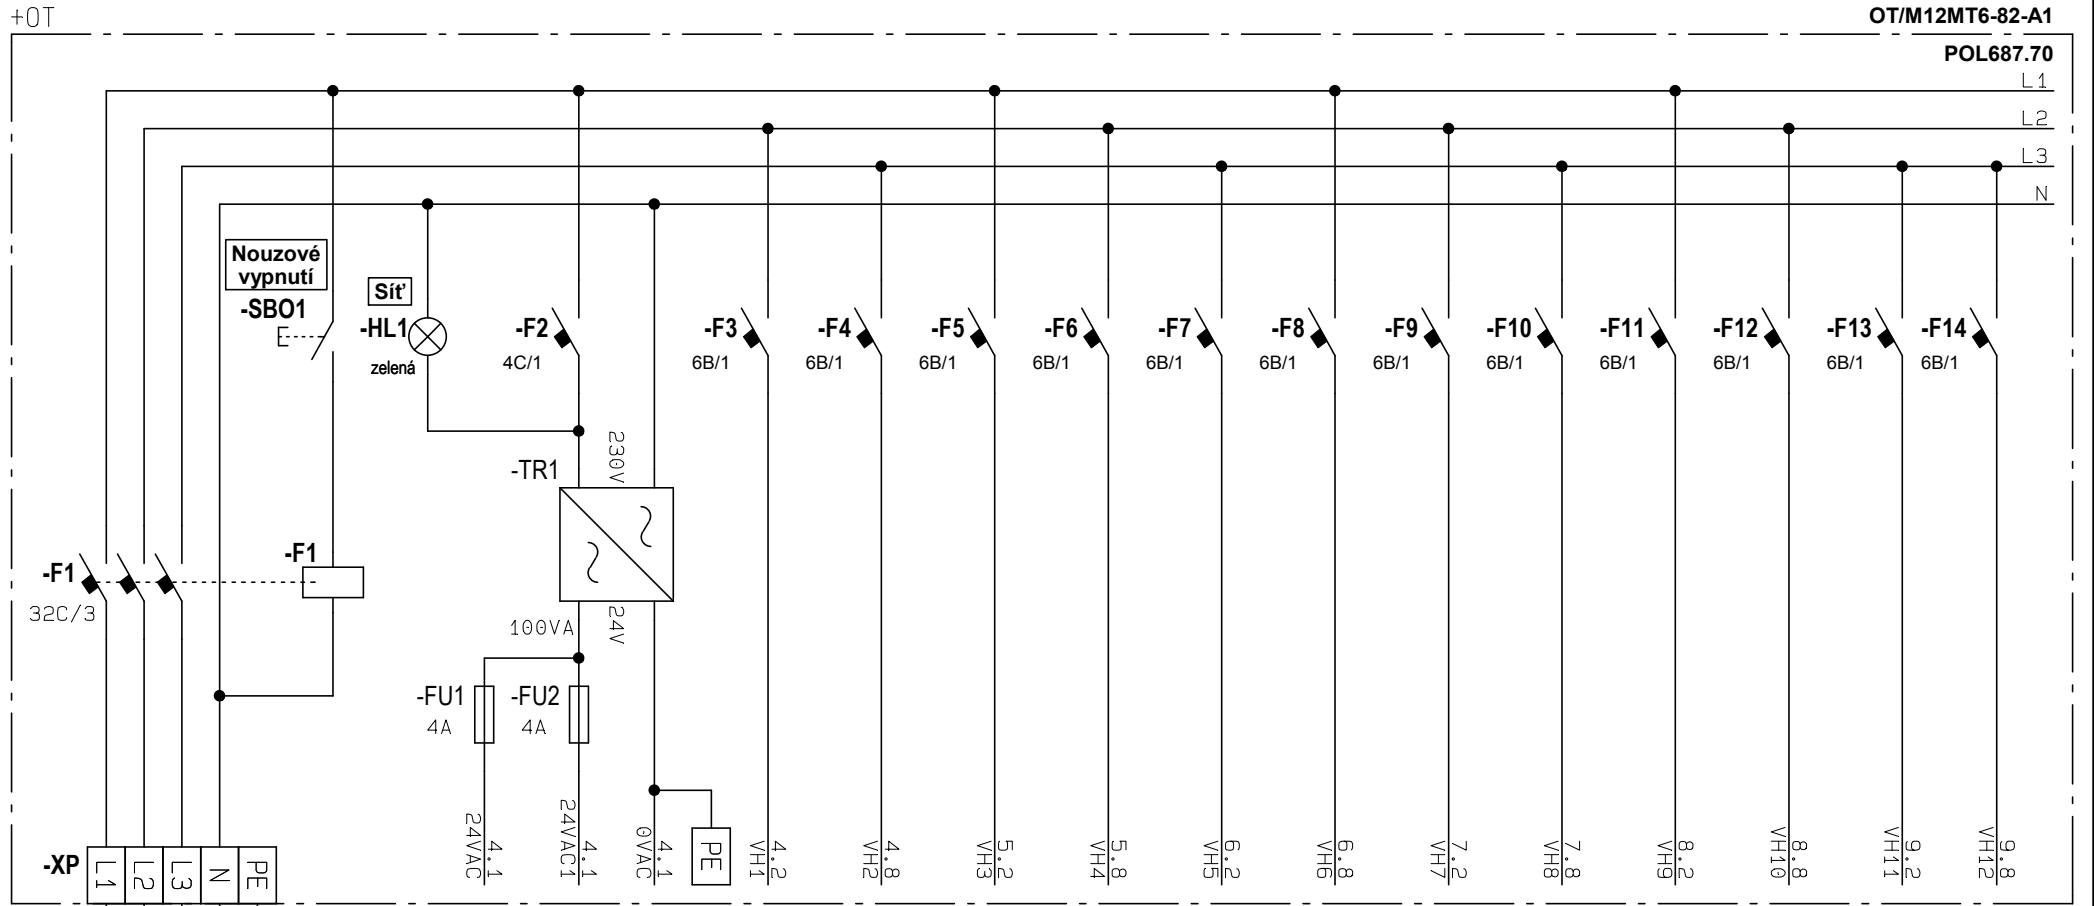 +OT
OT/M12MT6-82-A1
POL687.70
L1
L2
L3
N
Nouzové
vypnutí
-SBO1
Síť
-HL1
zelená
-F2
4C/1
-F3
6B/1
-F4
6B/1
-F5
6B/1
-F6
6B/1
-F7
6B/1
-F8
6B/1
-F9
6B/1
-F10
6B/1
-F11
6B/1
-F12
6B/1
-F13
6B/1
-F14
6B/1
-TR1
230V
-F1
32C/3
-F1
100VA
24V
-FU1
4A
-FU2
4A
-XP
L1
L2
L3
N
PE
4.1
24VAC
4.1
24VAC1
4.1
0VAC
PE
4.2
VH1
4.8
VH2
5.2
VH3
5.8
VH4
6.2
VH5
6.8
VH6
7.2
VH7
7.8
VH8
8.2
VH9
8.8
VH10
9.2
VH11
9.8
VH12